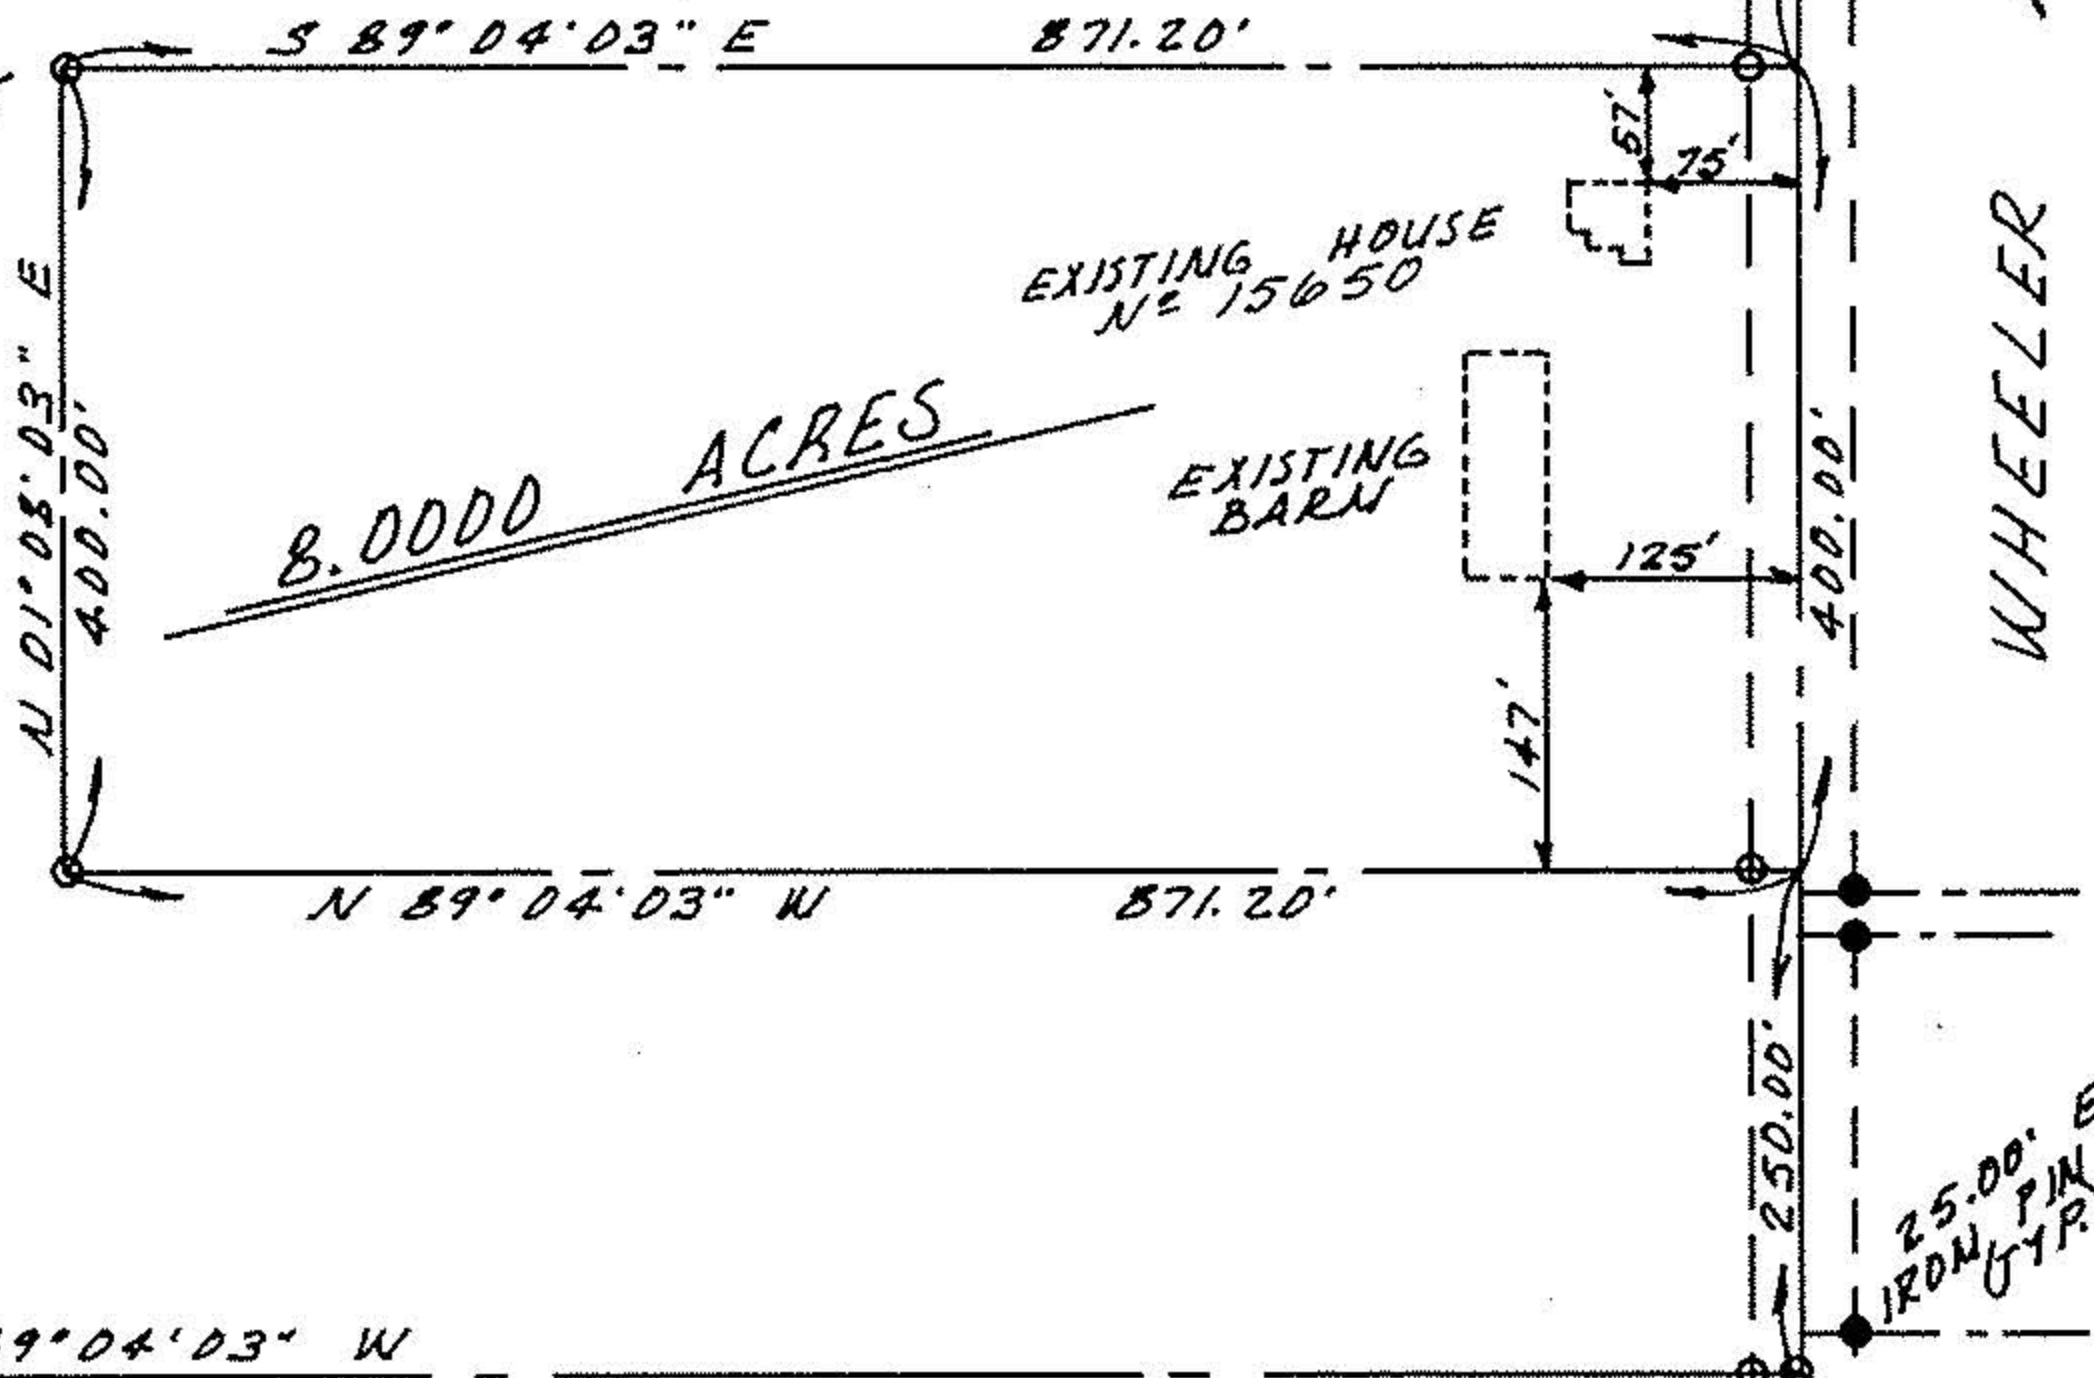 S 89° 04' 03" E 871.20'
57'
75'
EXISTING HOUSE
Nº 15650
WHEELER
N 01° 08' 03" E
400.00'
8.0000 ACRES
EXISTING
BARN
125'
400.00'
147'
N 89° 04' 03" W 871.20'
250.00'
25.00'
IRON PIN
TYP.
9° 04' 03" W